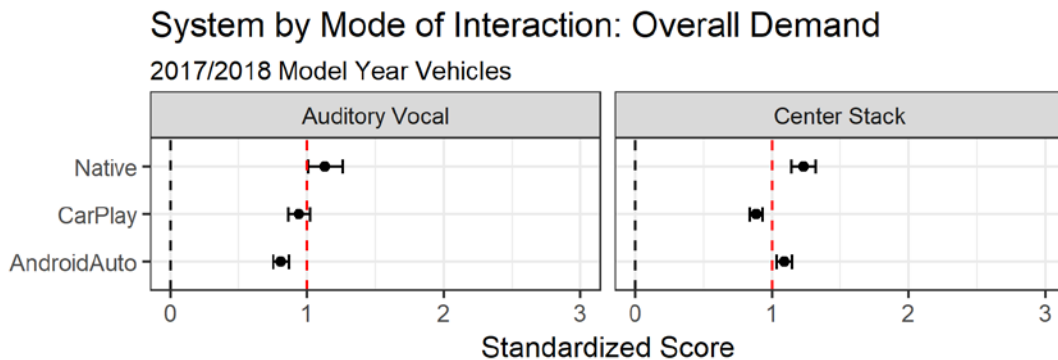 System by Mode of Interaction: Overall Demand
2017/2018 Model Year Vehicles
Auditory Vocal
Center Stack
Native
CarPlay
AndroidAuto
0 1 2 3 0 1 2 3
Standardized Score